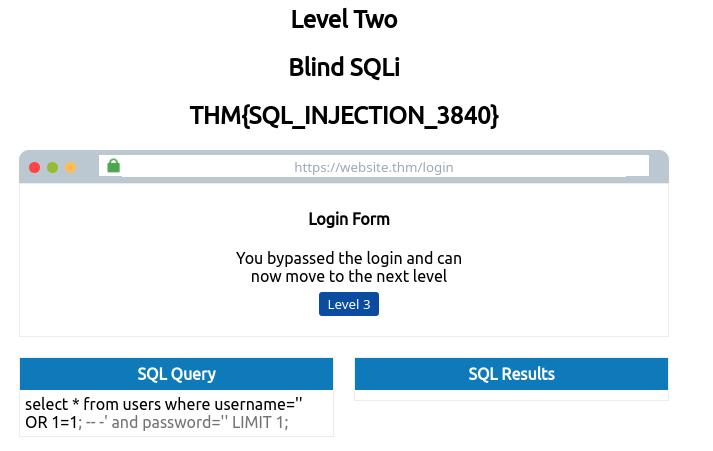 Level Two
Blind SQLi
THM{SQL_INJECTION_3840}
https://website.thm/login
Login Form
You bypassed the login and can
now move to the next level
Level 3
SQL Query
select * from users where username=''
OR 1=1; -- -' and password='' LIMIT 1;
SQL Results